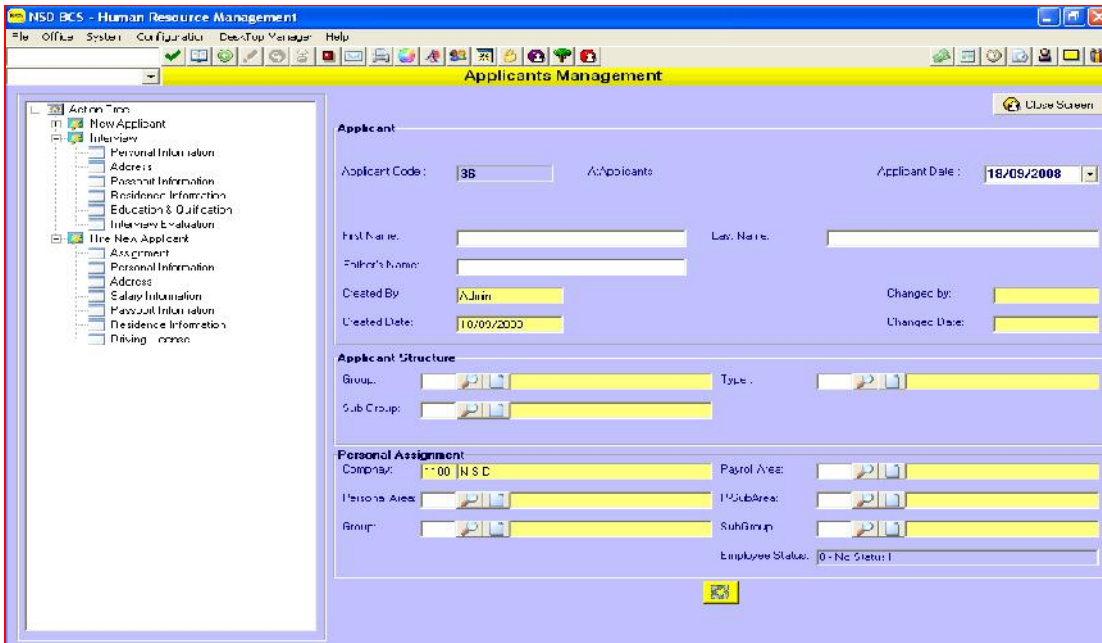 NSD BCS - Human Resource Management
File Office System Configuration DeskTop Manager Help
Applicants Management
Close Screen
Action Tree
New Applicant
Interview
Personal Information
Address
Passport Information
Residence Information
Education &
Interview Evaluation
Hire New Applicant
Assignment
Personal Information
Address
Salary Information
Passport Information
Residence Information
Driving License
Applicant
Applicant Code : 36 Applicant Date : 18/09/2008
First Name: Last Name:
Father's Name:
Created By Admin Changed by:
Created Date: Changed Date:
Applicant Structure
Group: Type :
Sub Group:
Personal Assignment
Compnay: 1100 N S D Payrol Area:
Persona Area: PSubArea:
Group: SubGroup
Employee Status: 0 - No Status